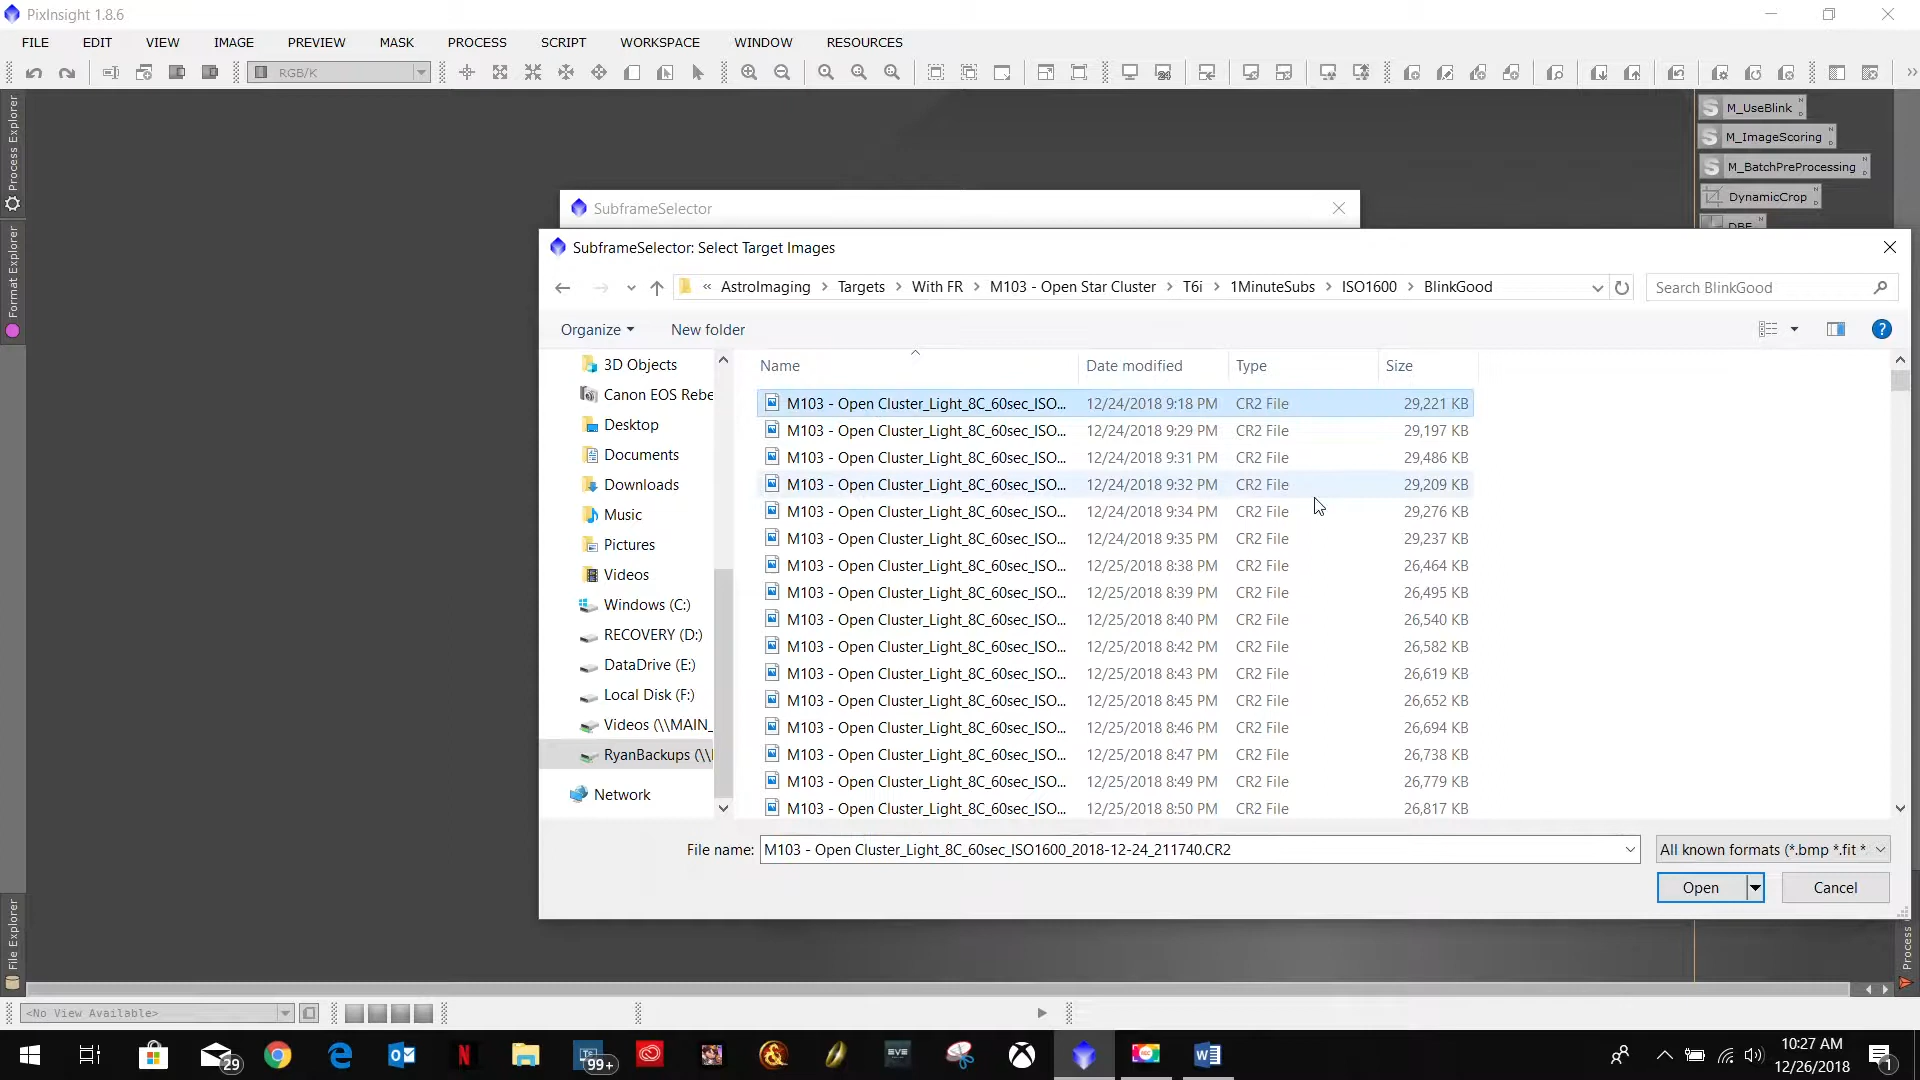 PixInsight 1.8.6
FILE EDIT VIEW IMAGE PREVIEW MASK PROCESS SCRIPT WORKSPACE WINDOW RESOURCES
RGB/K
Process Explorer
Format Explorer
File Explorer
M_UseBlink
M_ImageScoring
M_BatchPreProcessing
DynamicCrop
DBE
SubframeSelector
SubframeSelector: Select Target Images
« AstroImaging > Targets > With FR > M103 - Open Star Cluster > T6i > 1MinuteSubs > ISO1600 > BlinkGood
Search BlinkGood
Organize New folder
3D Objects
Canon EOS Rebe
Desktop
Documents
Downloads
Music
Pictures
Videos
Windows (C:)
RECOVERY (D:)
DataDrive (E:)
Local Disk (F:)
Videos (\\MAIN_
RyanBackups (\\
Network
Name Date modified Type Size
M103 - Open Cluster_Light_8C_60sec_ISO... 12/24/2018 9:18 PM CR2 File 29,221 KB
M103 - Open Cluster_Light_8C_60sec_ISO... 12/24/2018 9:29 PM CR2 File 29,197 KB
M103 - Open Cluster_Light_8C_60sec_ISO... 12/24/2018 9:31 PM CR2 File 29,486 KB
M103 - Open Cluster_Light_8C_60sec_ISO... 12/24/2018 9:32 PM CR2 File 29,209 KB
M103 - Open Cluster_Light_8C_60sec_ISO... 12/24/2018 9:34 PM CR2 File 29,276 KB
M103 - Open Cluster_Light_8C_60sec_ISO... 12/24/2018 9:35 PM CR2 File 29,237 KB
M103 - Open Cluster_Light_8C_60sec_ISO... 12/25/2018 8:38 PM CR2 File 26,464 KB
M103 - Open Cluster_Light_8C_60sec_ISO... 12/25/2018 8:39 PM CR2 File 26,495 KB
M103 - Open Cluster_Light_8C_60sec_ISO... 12/25/2018 8:40 PM CR2 File 26,540 KB
M103 - Open Cluster_Light_8C_60sec_ISO... 12/25/2018 8:42 PM CR2 File 26,582 KB
M103 - Open Cluster_Light_8C_60sec_ISO... 12/25/2018 8:43 PM CR2 File 26,619 KB
M103 - Open Cluster_Light_8C_60sec_ISO... 12/25/2018 8:45 PM CR2 File 26,652 KB
M103 - Open Cluster_Light_8C_60sec_ISO... 12/25/2018 8:46 PM CR2 File 26,694 KB
M103 - Open Cluster_Light_8C_60sec_ISO... 12/25/2018 8:47 PM CR2 File 26,738 KB
M103 - Open Cluster_Light_8C_60sec_ISO... 12/25/2018 8:49 PM CR2 File 26,779 KB
M103 - Open Cluster_Light_8C_60sec_ISO... 12/25/2018 8:50 PM CR2 File 26,817 KB
File name: M103 - Open Cluster_Light_8C_60sec_ISO1600_2018-12-24_211740.CR2
All known formats (*.bmp *.fit *
Open Cancel
Process
<No View Available>
29
99+
EVE
10:27 AM
12/26/2018
1